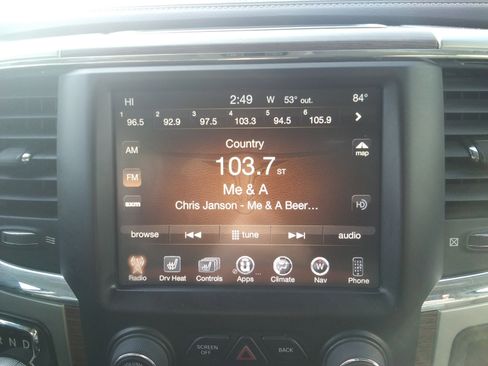 HI 2:49 W 53° out. 84°
1 96.5 2 92.9 3 97.5 4 103.3 5 94.5 6 105.9
Country
AM
map
103.7 ST
FM
Me & A
sxm
Chris Janson - Me & A Beer...
HD
browse tune audio
Radio Drv Heat Controls Apps Climate Nav Phone
W
RND
SCREEN OFF
BACK